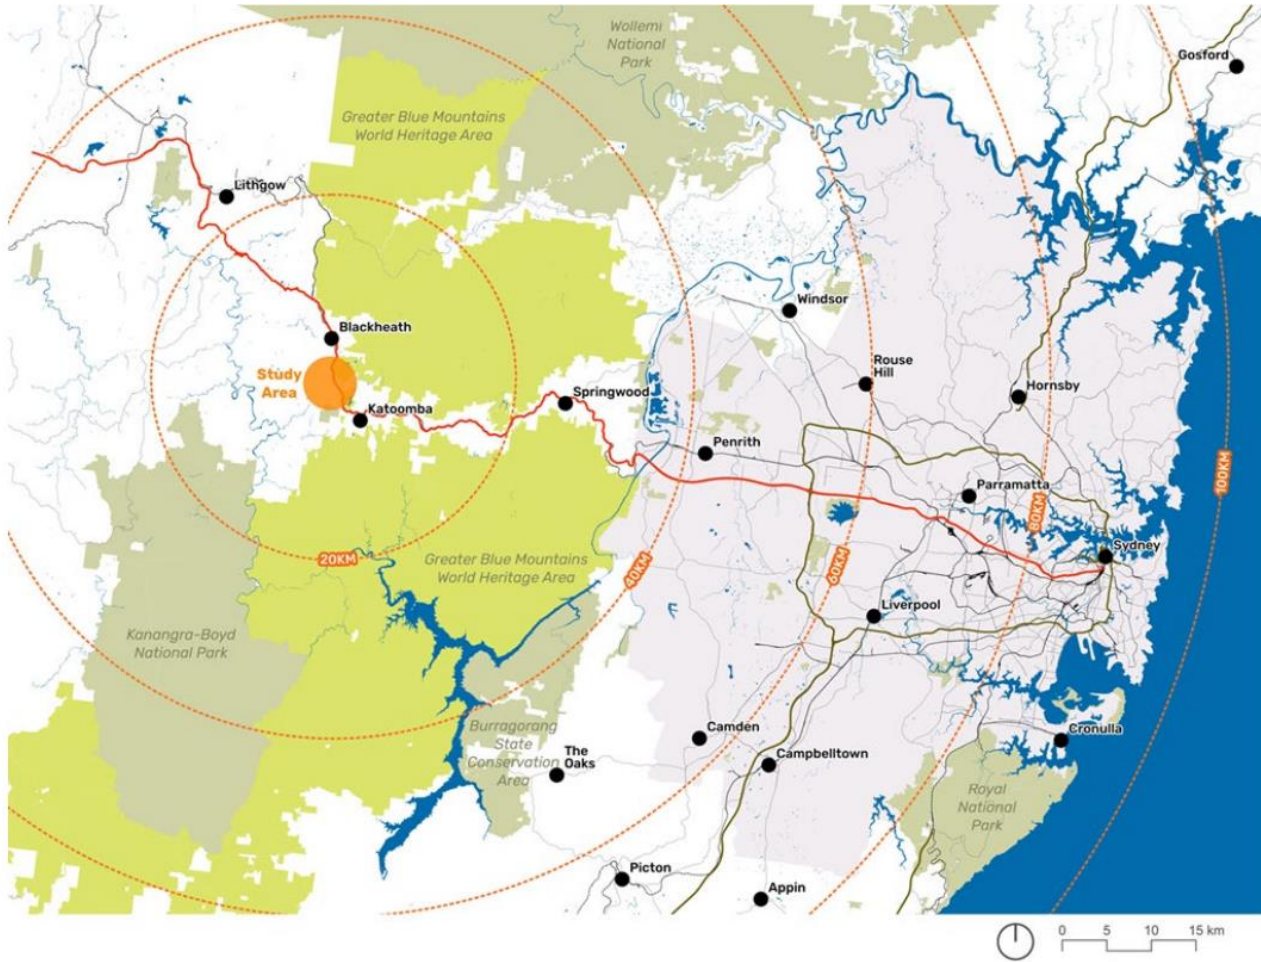 Wollemi
National
Park
Gosford
Greater Blue Mountains
World Heritage Area
Lithgow
Windsor
Blackheath
Rouse
Hill
Study
Area
Springwood
Hornsby
Katoomba
Penrith
100KM
Parramatta
80KM
Sydney
20KM
Greater Blue Mountains
World Heritage Area
40KM
60KM
Liverpool
Kanangra-Boyd
National Park
Burragorang
State
Conservation
Area
Camden
Cronulla
The
Oaks
Campbelltown
Royal
National
Park
Picton
Appin
0 5 10 15 km